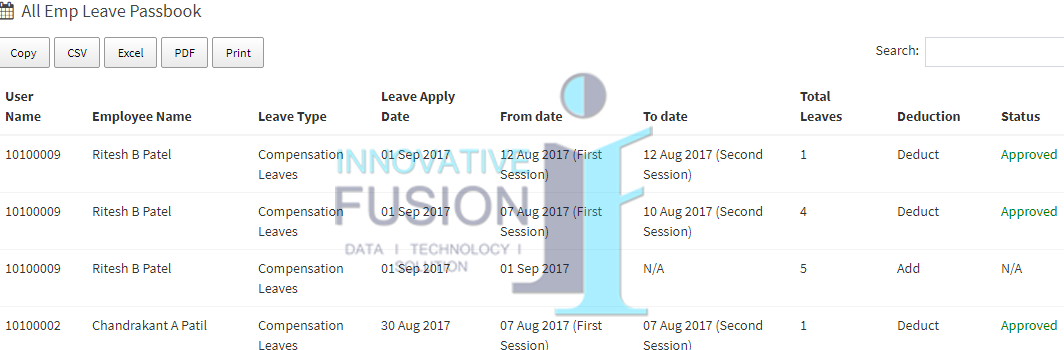 All Emp Leave Passbook
Copy CSV Excel PDF Print Search:
User Name Employee Name Leave Type Leave Apply Date From date To date Total Leaves Deduction Status
10100009 Ritesh B Patel Compensation Leaves 01 Sep 2017 12 Aug 2017 (First Session) 12 Aug 2017 (Second Session) 1 Deduct Approved
10100009 Ritesh B Patel Compensation Leaves 01 Sep 2017 07 Aug 2017 (First Session) 10 Aug 2017 (Second Session) 4 Deduct Approved
10100009 Ritesh B Patel Compensation Leaves 01 Sep 2017 01 Sep 2017 N/A 5 Add N/A
10100002 Chandrakant A Patil Compensation Leaves 30 Aug 2017 07 Aug 2017 (First Session) 07 Aug 2017 (Second Session) 1 Deduct Approved
INNOVATIVE
FUSION
DATA | TECHNOLOGY |
SOLUTION
if